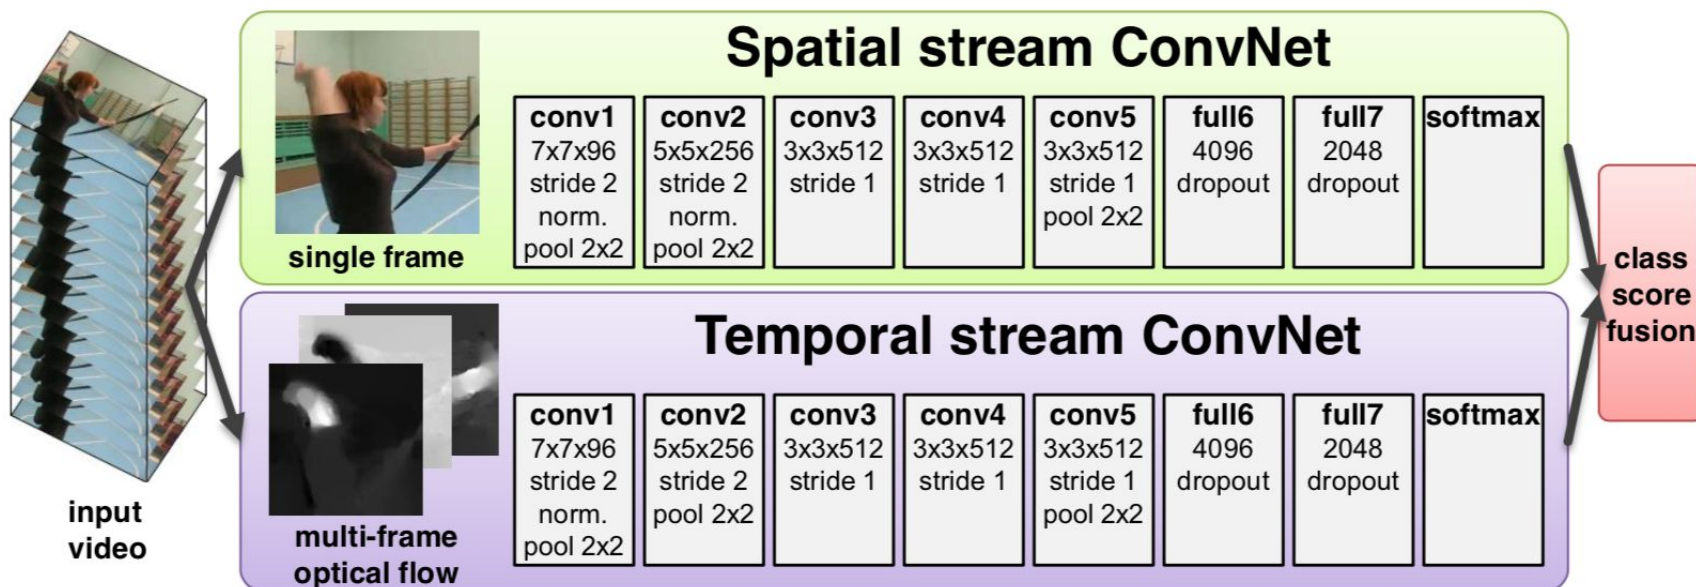 Spatial stream ConvNet
single frame
conv1
7x7x96
stride 2
norm.
pool 2x2
conv2
5x5x256
stride 2
norm.
pool 2x2
conv3
3x3x512
stride 1
conv4
3x3x512
stride 1
conv5
3x3x512
stride 1
pool 2x2
full6
4096
dropout
full7
2048
dropout
softmax
input
video
Temporal stream ConvNet
multi-frame
optical flow
conv1
7x7x96
stride 2
norm.
pool 2x2
conv2
5x5x256
stride 2
pool 2x2
conv3
3x3x512
stride 1
conv4
3x3x512
stride 1
conv5
3x3x512
stride 1
pool 2x2
full6
4096
dropout
full7
2048
dropout
softmax
class
score
fusion